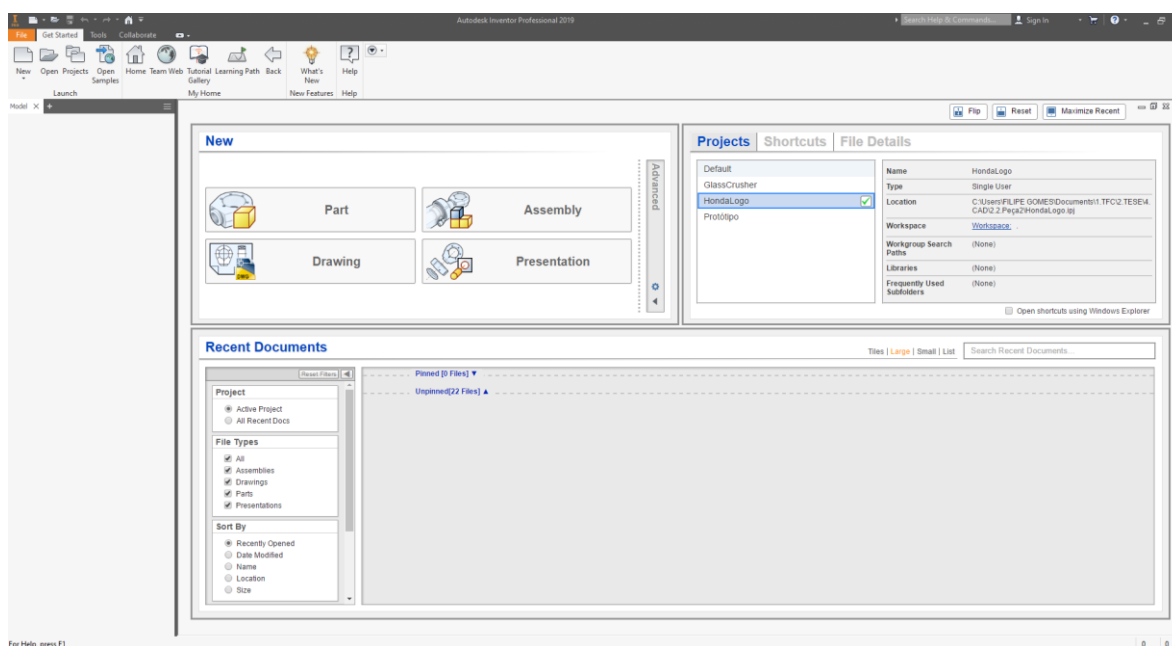 Autodesk Inventor Professional 2019
Search Help & Commands... Sign In
File Get Started Tools Collaborate
New Open Projects Open Samples Home Team Web Tutorial Gallery Learning Path Back What's New Help
Launch My Home New Features Help
Model
Flip Reset Maximize Recent
New
Advanced
Part Assembly
Drawing Presentation
DWG
Projects Shortcuts File Details
Default
GlassCrusher
HondaLogo
Protótipo
Name HondaLogo
Type Single User
Location C:\Users\FILIPE GOMES\Documents\1.TFC\2.TESE\4.
CAD\2.2.Peça2\HondaLogo.ipj
Workspace Workspace: .
Workgroup Search (None)
Paths
Libraries (None)
Frequently Used (None)
Subfolders
Open shortcuts using Windows Explorer
Recent Documents
Tiles | Large | Small | List Search Recent Documents...
Reset Filters
Pinned [0 Files] ▼
Unpinned[22 Files] ▲
Project
Active Project
All Recent Docs
File Types
All
Assemblies
Drawings
Parts
Presentations
Sort By
Recently Opened
Date Modified
Name
Location
Size
For Help, press F1
0 0